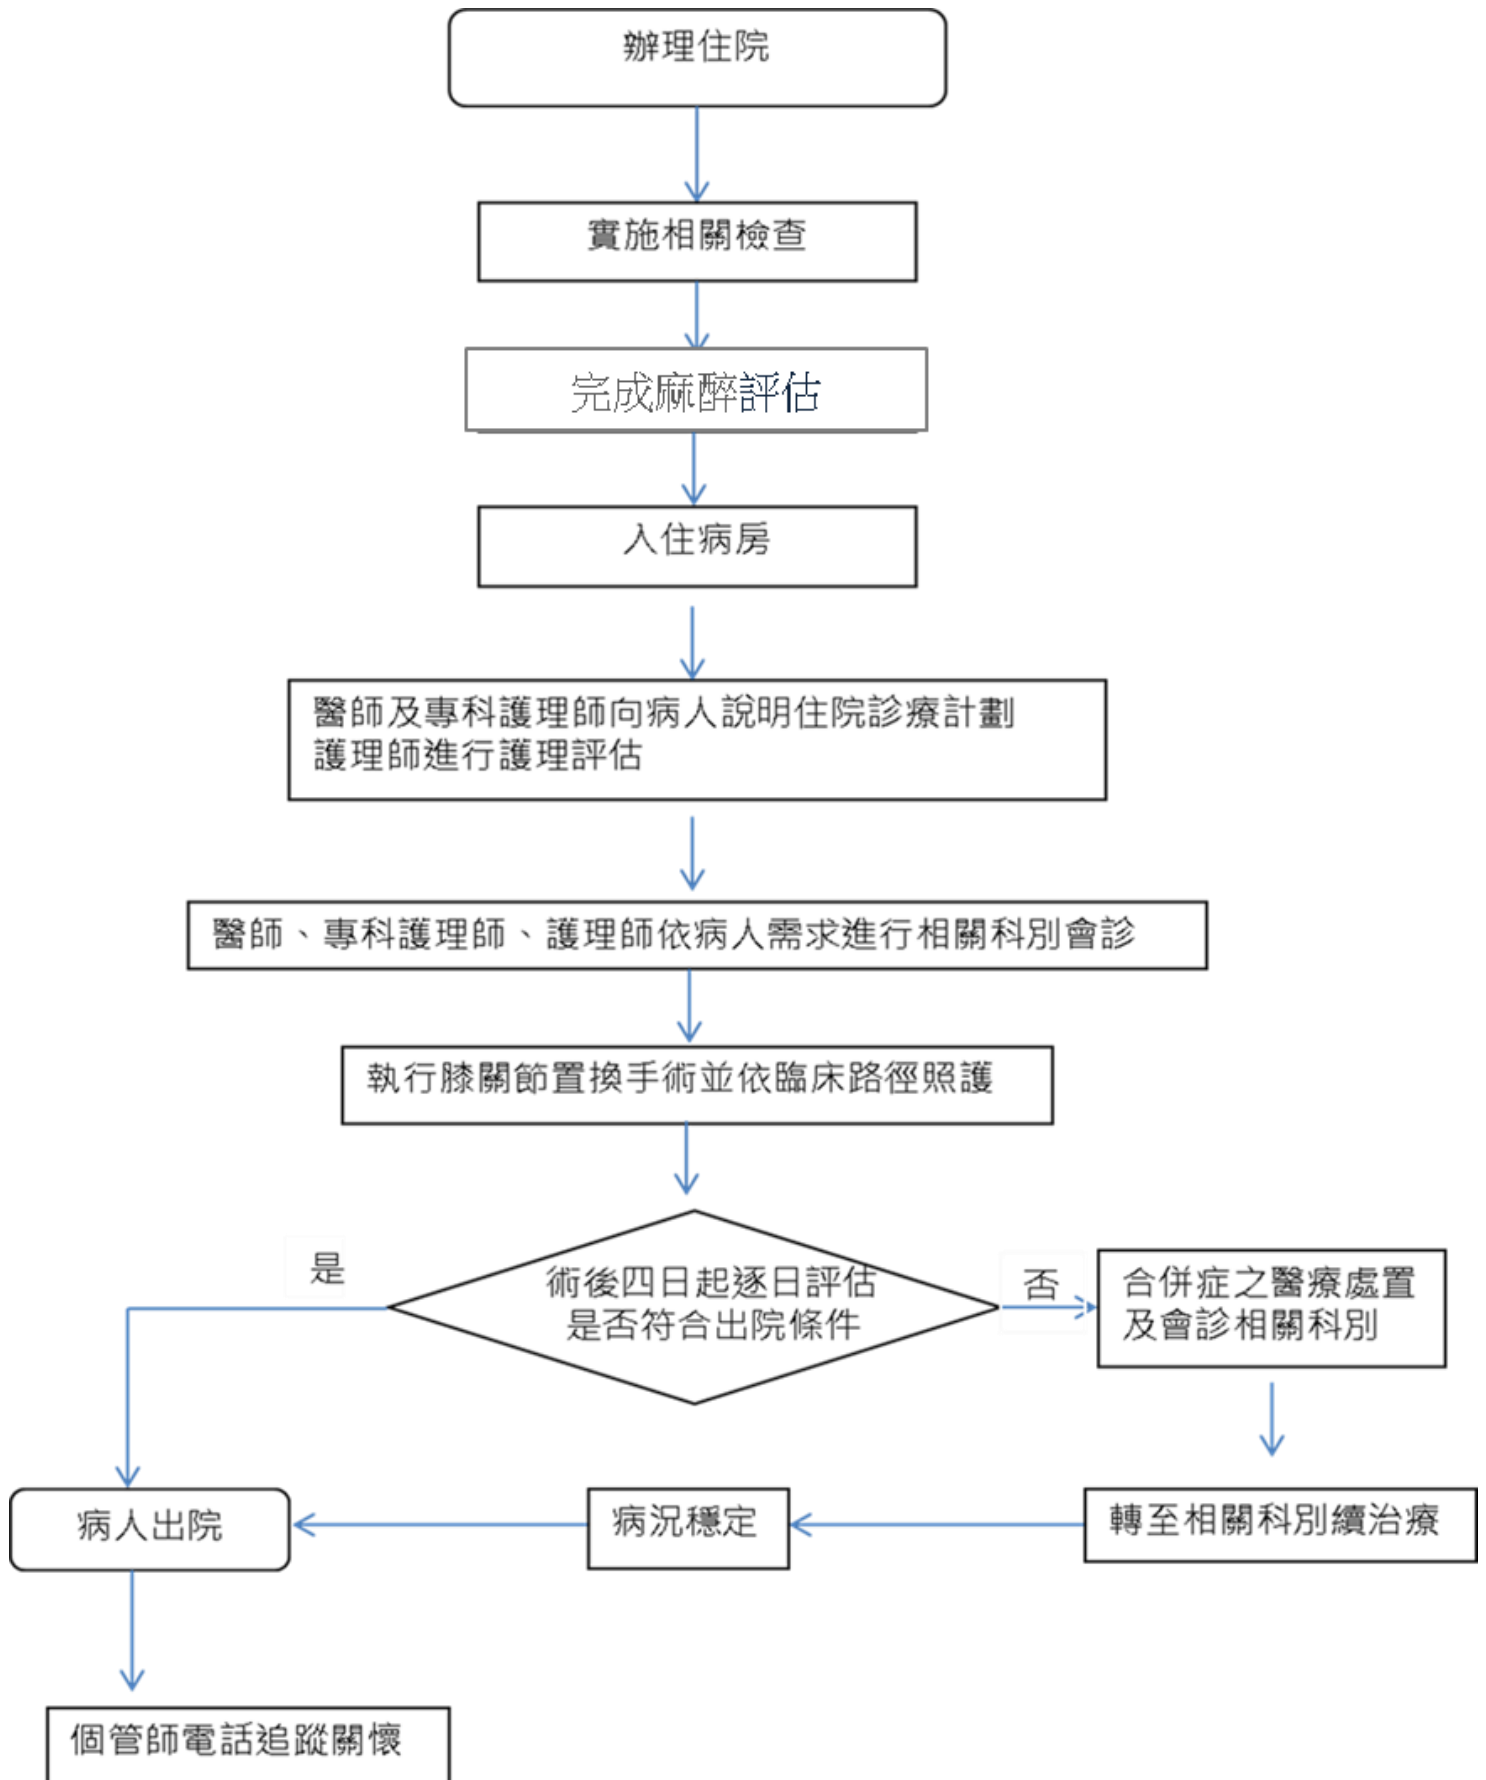 辦理住院
實施相關檢查
完成麻醉評估
入住病房
醫師及專科護理師向病人說明住院診療計劃
護理師進行護理評估
醫師、專科護理師、護理師依病人需求進行相關科別會診
執行膝關節置換手術並依臨床路徑照護
術後四日起逐日評估
是否符合出院條件
是
否
合併症之醫療處置
及會診相關科別
轉至相關科別續治療
病況穩定
病人出院
個管師電話追蹤關懷